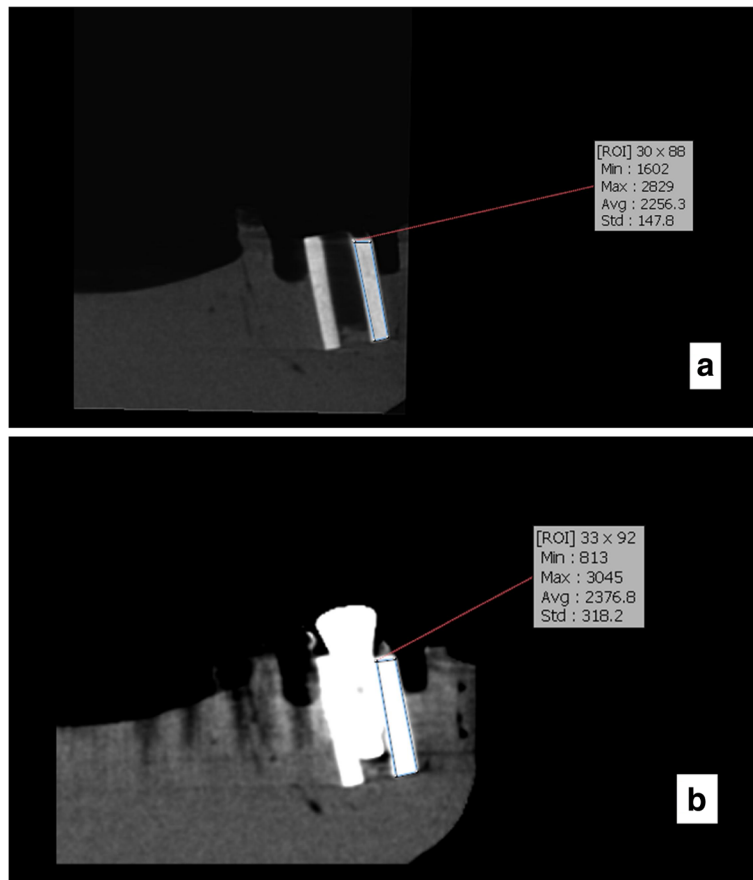 [ROI] 30 x 88
Min : 1602
Max : 2829
Avg : 2256.3
Std : 147.8
a
[ROI] 33 x 92
Min : 813
Max : 3045
Avg : 2376.8
Std : 318.2
b